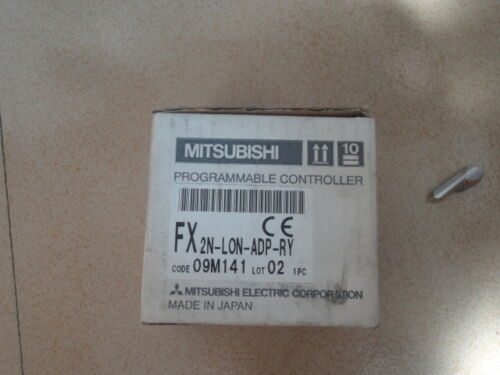 MITSUBISHI
10
PROGRAMMABLE CONTROLLER
CE
FX2N-LON-ADP-RY
CODE 09M141 LOT 02 1PC
MITSUBISHI ELECTRIC CORPORATION
MADE IN JAPAN